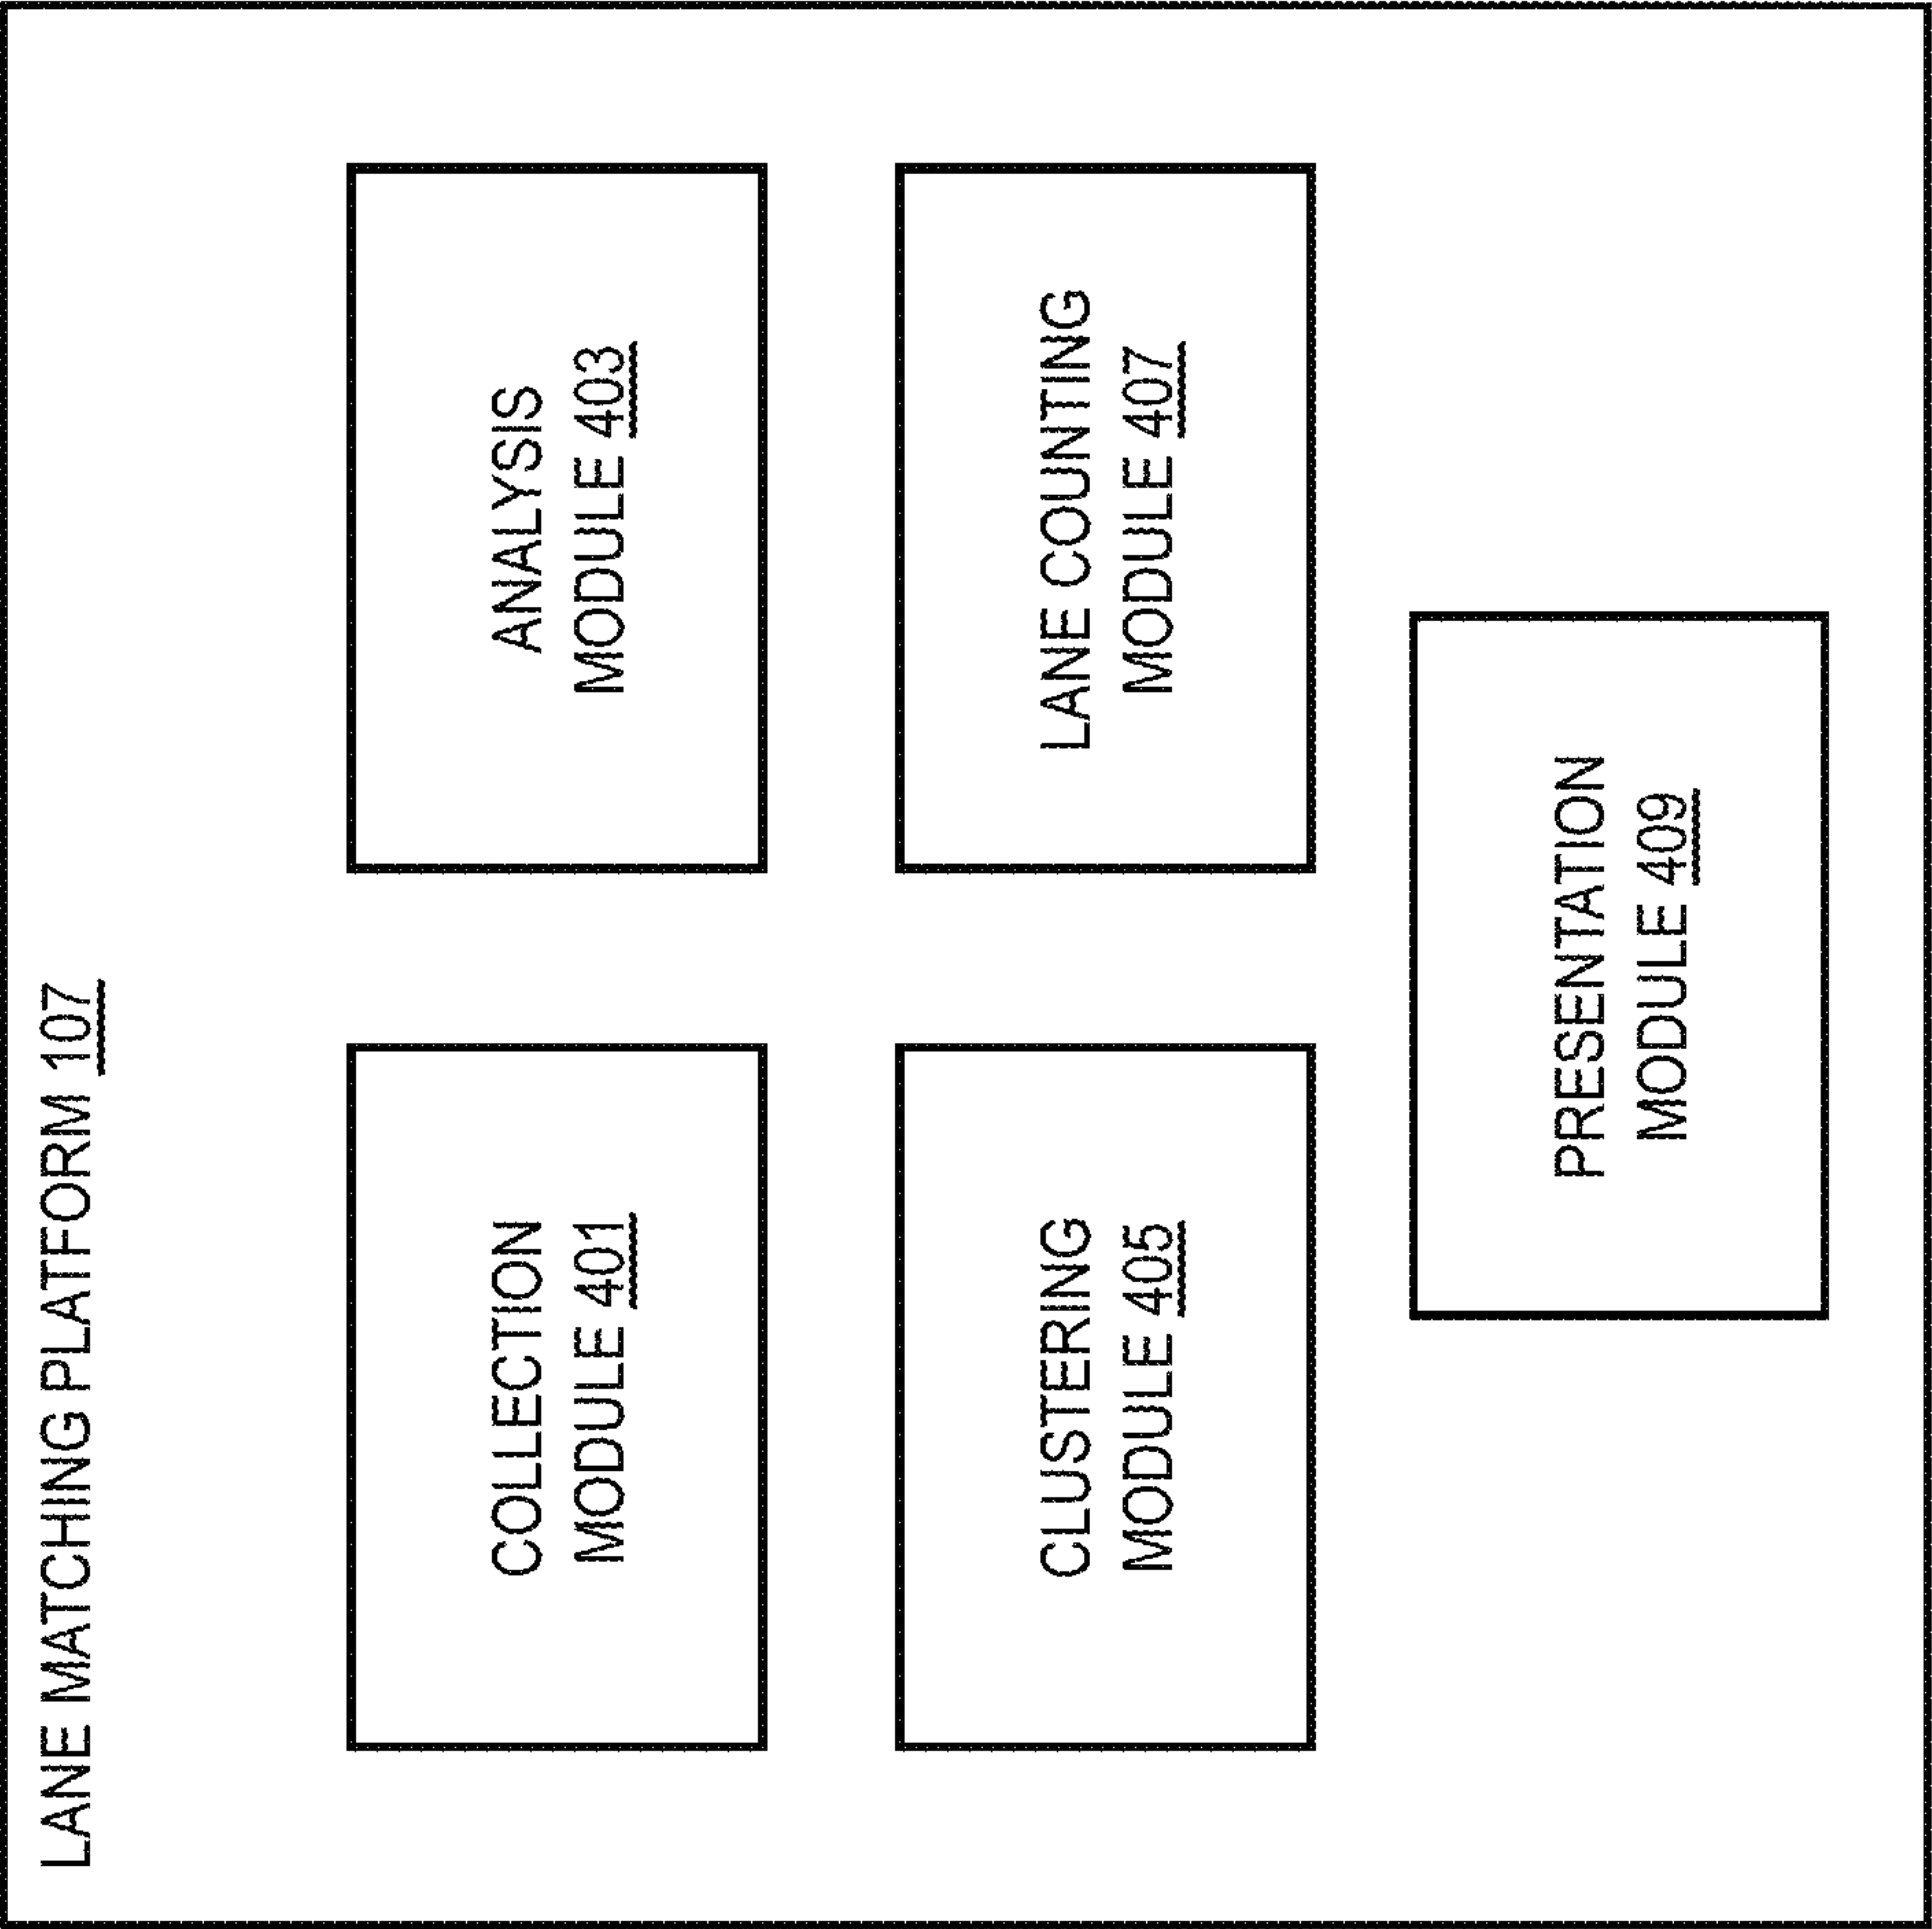 LANE MATCHING PLATFORM 107
COLLECTION
MODULE 401
ANALYSIS
MODULE 403
CLUSTERING
MODULE 405
LANE COUNTING
MODULE 407
PRESENTATION
MODULE 409